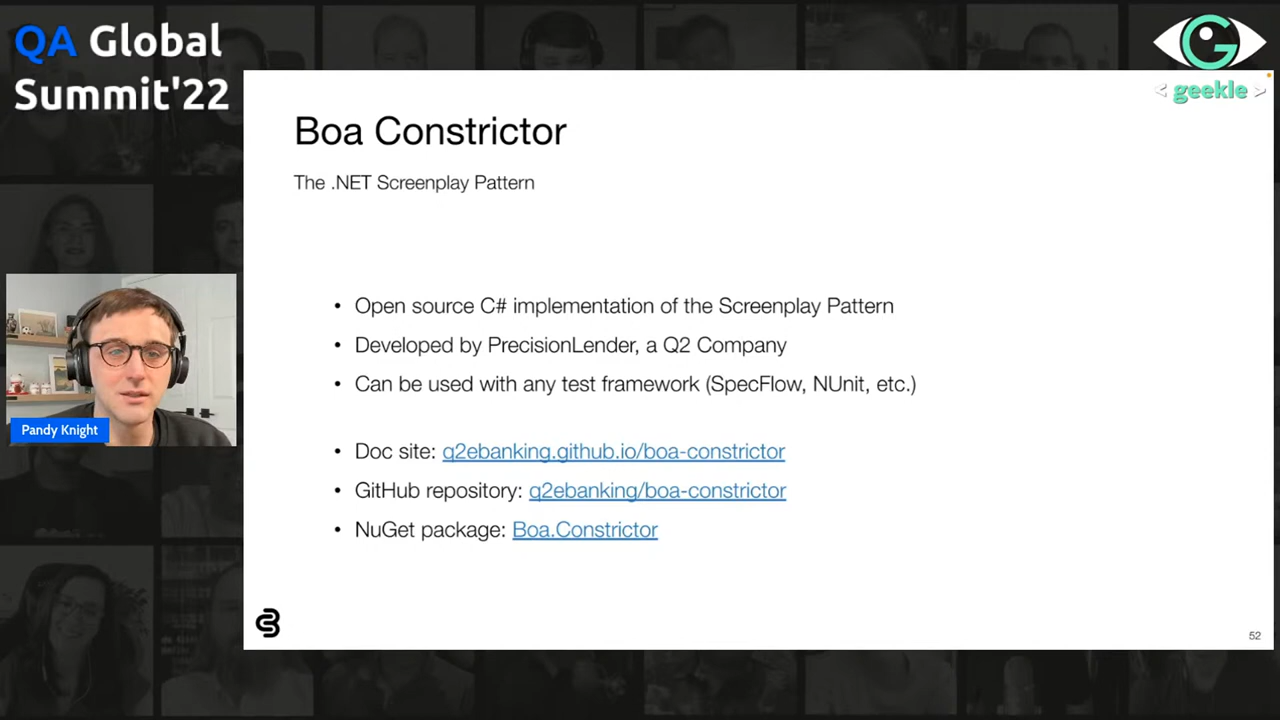 QA Global
Summit'22
< geekle >
Boa Constrictor
The .NET Screenplay Pattern
• Open source C# implementation of the Screenplay Pattern
• Developed by PrecisionLender, a Q2 Company
• Can be used with any test framework (SpecFlow, NUnit, etc.)
• Doc site: q2ebanking.github.io/boa-constrictor
• GitHub repository: q2ebanking/boa-constrictor
• NuGet package: Boa.Constrictor
Pandy Knight
52